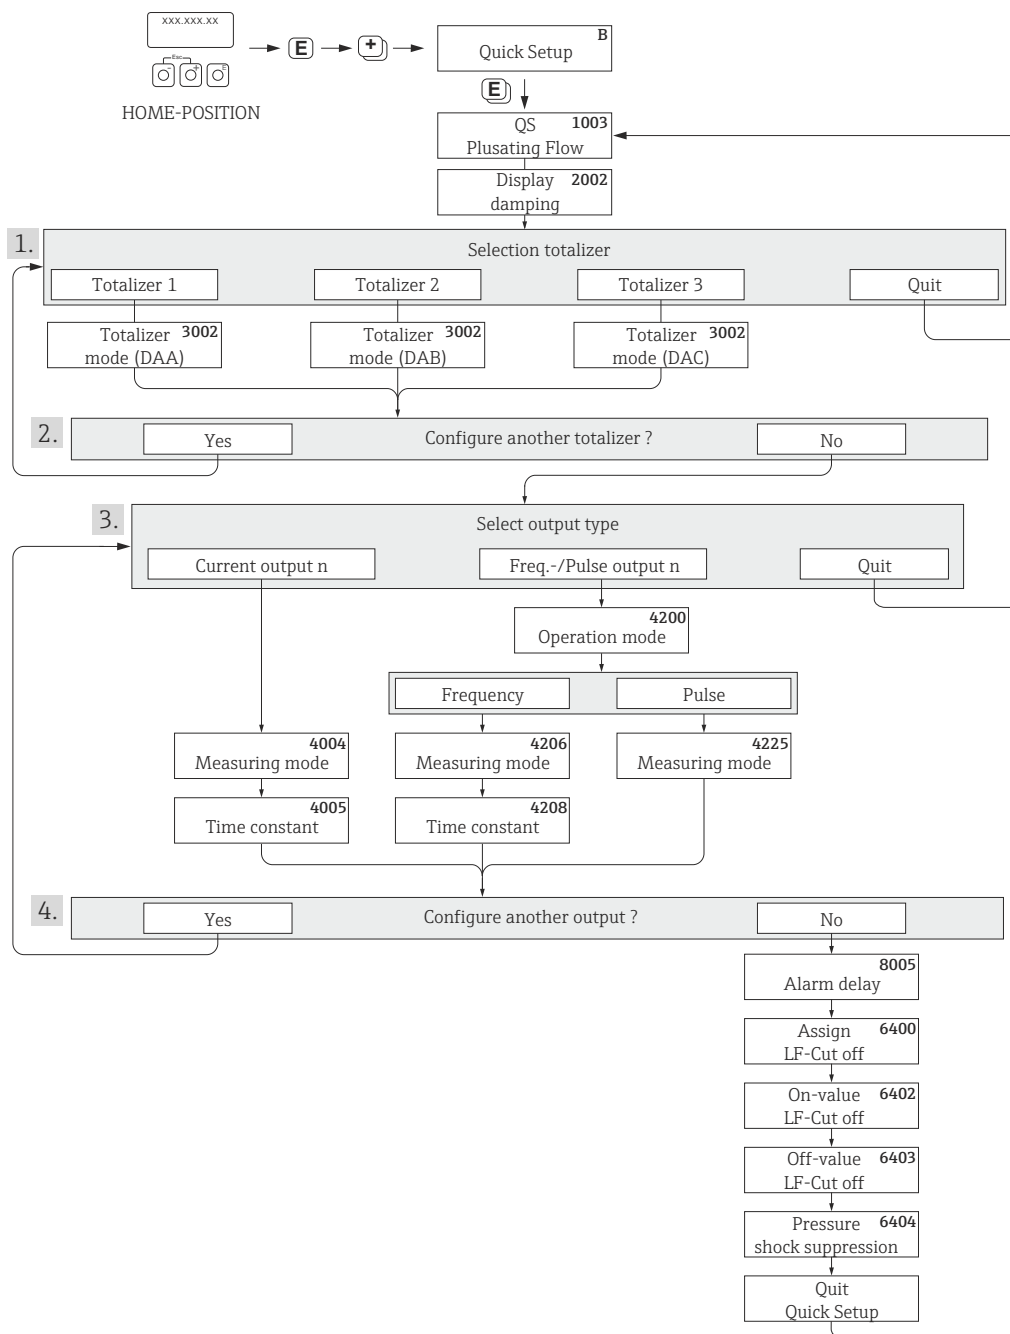 xxx.xxx.xx
Esc
- + E
E
+
HOME-POSITION
B
Quick Setup
E
QS 1003
Plusating Flow
Display 2002
damping
1.
Selection totalizer
Totalizer 1
Totalizer 2
Totalizer 3
Quit
Totalizer 3002
mode (DAA)
Totalizer 3002
mode (DAB)
Totalizer 3002
mode (DAC)
2.
Yes
Configure another totalizer ?
No
3.
Select output type
Current output n
Freq.-/Pulse output n
Quit
4200
Operation mode
Frequency
Pulse
4004
Measuring mode
4206
Measuring mode
4225
Measuring mode
4005
Time constant
4208
Time constant
4.
Yes
Configure another output ?
No
8005
Alarm delay
Assign 6400
LF-Cut off
On-value 6402
LF-Cut off
Off-value 6403
LF-Cut off
Pressure 6404
shock suppression
Quit
Quick Setup